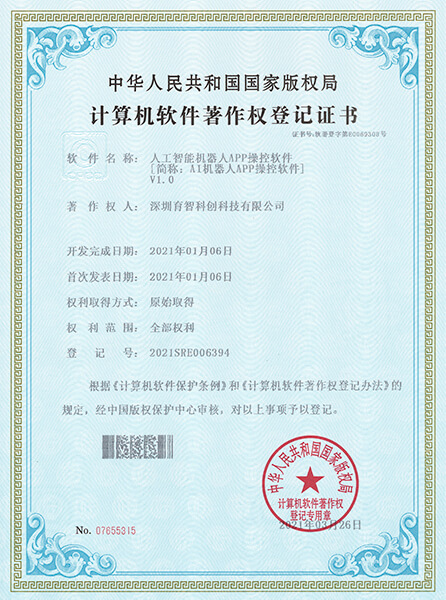 中华人民共和国国家版权局
计算机软件著作权登记证书
证书号:软著登字第E0089508号
软件名称: 人工智能机器人APP操控软件
[简称: AI机器人APP操控软件]
V1.0
著作权人: 深圳育智科创科技有限公司
开发完成日期: 2021年01月06日
首次发表日期: 2021年01月06日
权利取得方式: 原始取得
权利范围: 全部权利
登记号: 2021SRE006394
根据《计算机软件保护条例》和《计算机软件著作权登记办法》的
规定,经中国版权保护中心审核,对以上事项予以登记。
中华人民共和国国家版权局
计算机软件著作权
登记专用章
2021年03月26日
No. 07655315